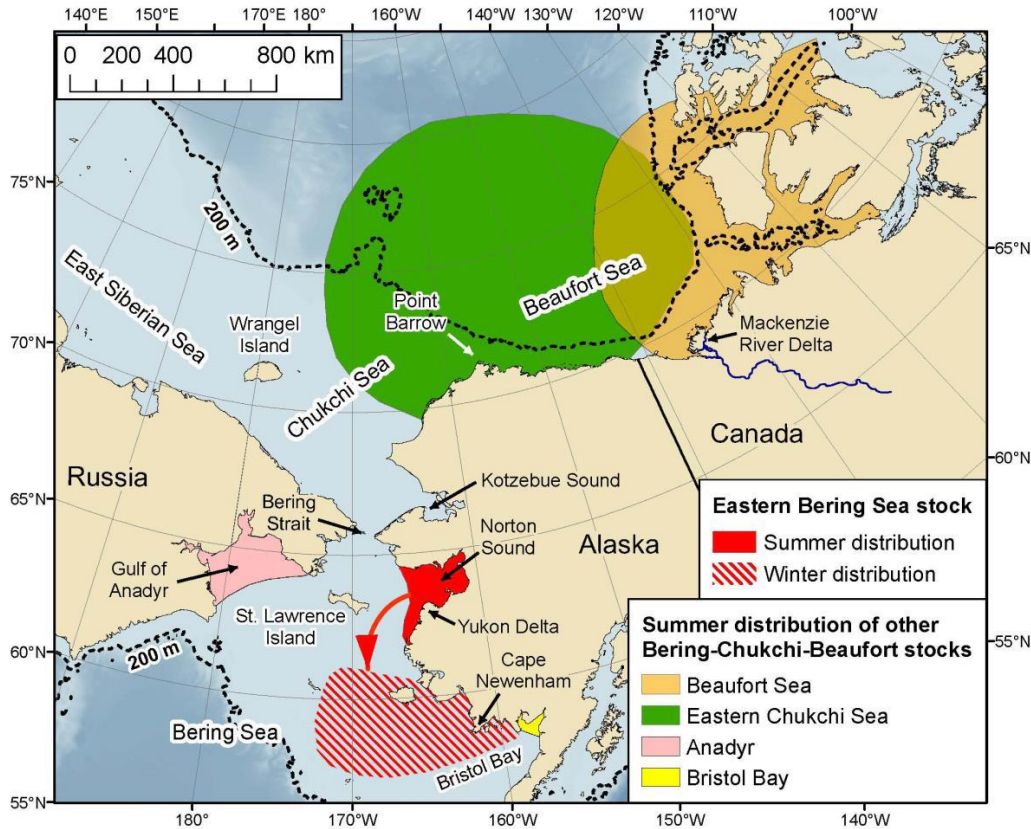 140°E 150°E 160°E 170°E 180° 160°W 140°W 130°W 120°W 110°W 100°W
0 200 400 800 km
75°N
200 m
East Siberian Sea
Wrangel
Island
Point
Barrow
Beaufort Sea
65°N
Mackenzie
River Delta
70°N
Chukchi Sea
Canada
60°N
Russia
65°N
Bering
Strait
Kotzebue Sound
Norton
Sound
Alaska
Gulf of
Anadyr
St. Lawrence
Island
Yukon Delta
Cape
Newenham
60°N
200 m
Bering Sea
Bristol Bay
55°N
55°N
Eastern Bering Sea stock
Summer distribution
Winter distribution
Summer distribution of other
Bering-Chukchi-Beaufort stocks
Beaufort Sea
Eastern Chukchi Sea
Anadyr
Bristol Bay
180° 170°W 160°W 150°W 140°W